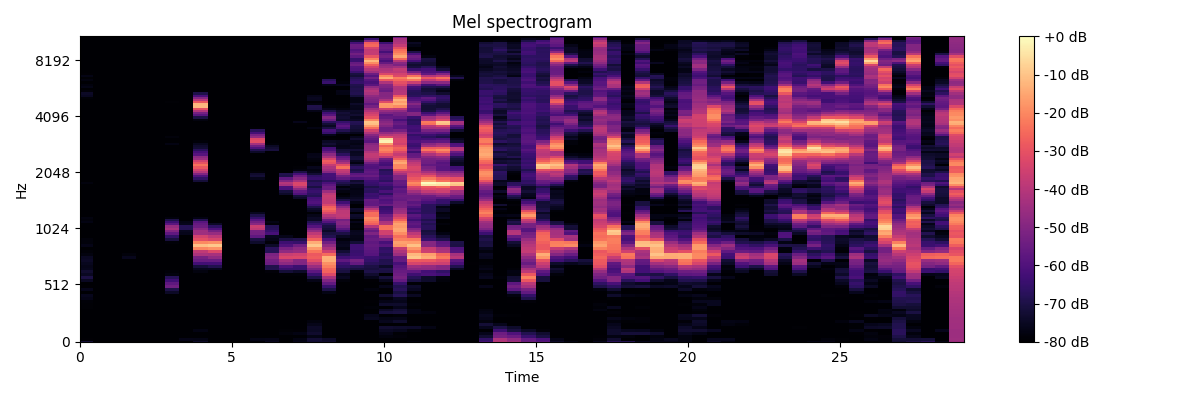 Mel spectrogram
Hz
8192
4096
2048
1024
512
0
0 5 10 15 20 25
Time
+0 dB
-10 dB
-20 dB
-30 dB
-40 dB
-50 dB
-60 dB
-70 dB
-80 dB